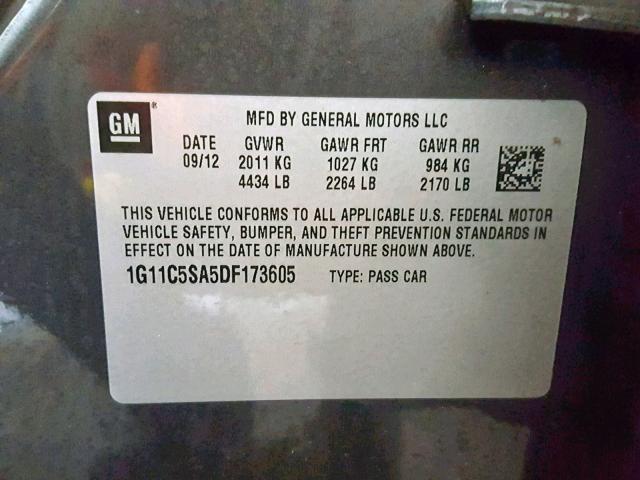 GM ®
MFD BY GENERAL MOTORS LLC
DATE GVWR GAWR FRT GAWR RR
09/12 2011 KG 1027 KG 984 KG
4434 LB 2264 LB 2170 LB
THIS VEHICLE CONFORMS TO ALL APPLICABLE U.S. FEDERAL MOTOR
VEHICLE SAFETY, BUMPER, AND THEFT PREVENTION STANDARDS IN
EFFECT ON THE DATE OF MANUFACTURE SHOWN ABOVE.
1G11C5SA5DF173605 TYPE: PASS CAR